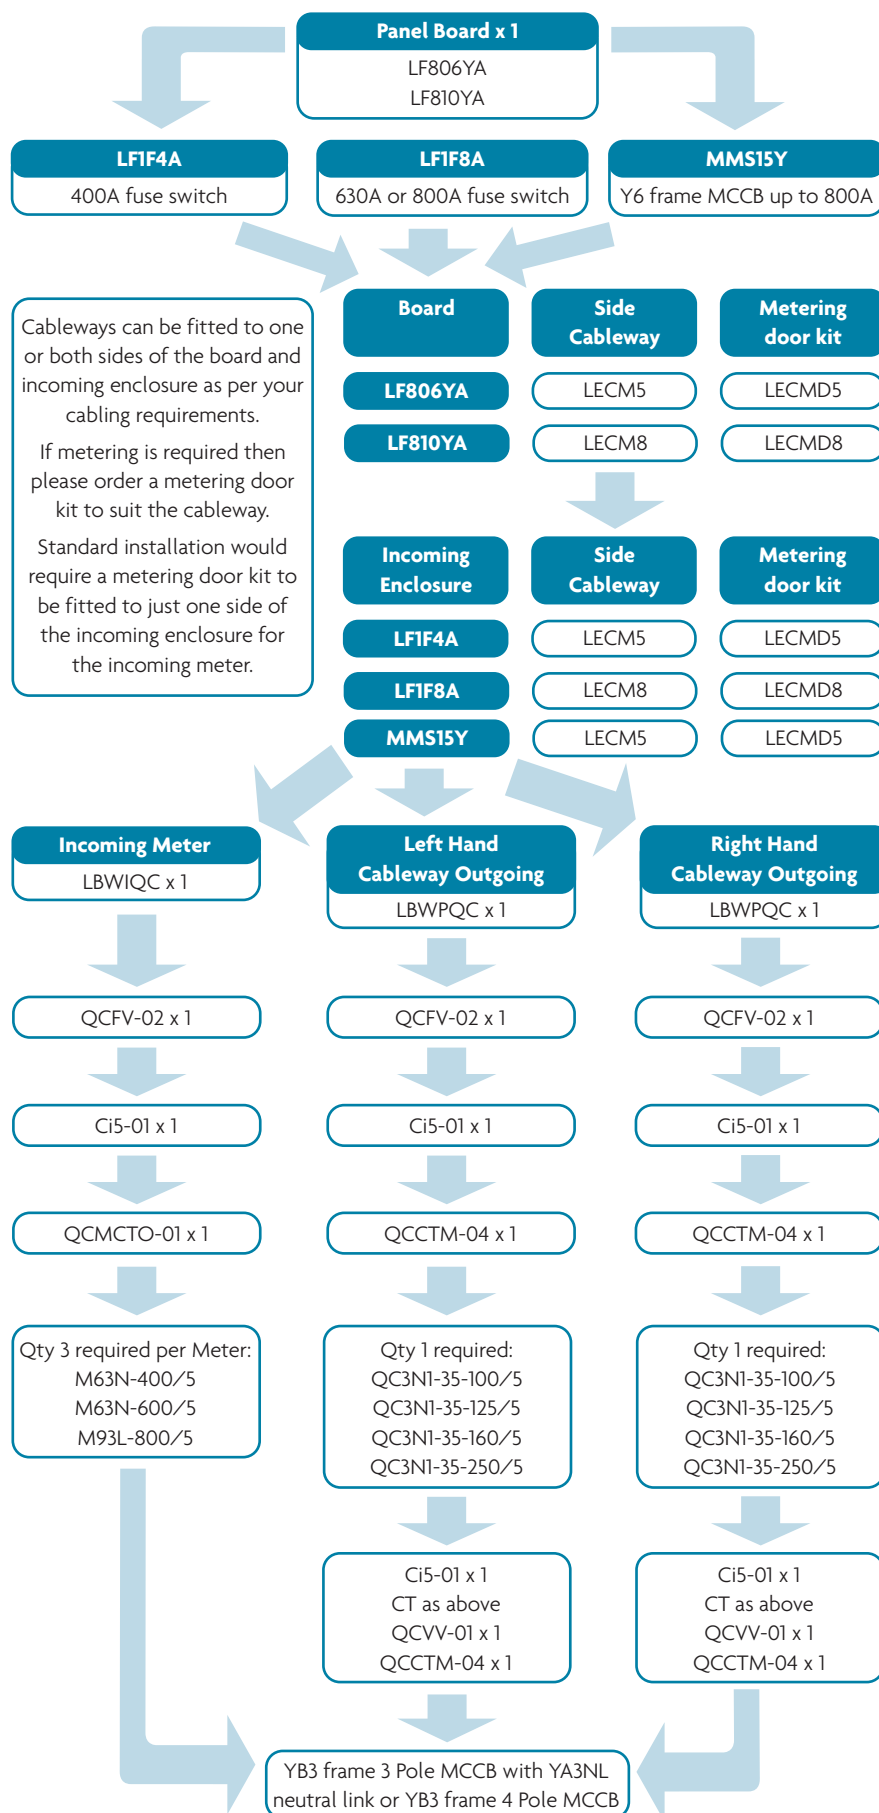 Panel Board x 1
LF806YA
LF810YA
LF1F4A
400A fuse switch
LF1F8A
630A or 800A fuse switch
MMS15Y
Y6 frame MCCB up to 800A
Cableways can be fitted to one
or both sides of the board and
incoming enclosure as per your
cabling requirements.
If metering is required then
please order a metering door
kit to suit the cableway.
Standard installation would
require a metering door kit to
be fitted to just one side of
the incoming enclosure for
the incoming meter.
Board
Side
Cableway
Metering
door kit
LF806YA
LECM5
LECMD5
LF810YA
LECM8
LECMD8
Incoming
Enclosure
Side
Cableway
Metering
door kit
LF1F4A
LECM5
LECMD5
LF1F8A
LECM8
LECMD8
MMS15Y
LECM5
LECMD5
Incoming Meter
LBWIQC x 1
QCFV-02 x 1
Ci5-01 x 1
QCMCTO-01 x 1
Qty 3 required per Meter:
M63N-400/5
M63N-600/5
M93L-800/5
Left Hand
Cableway Outgoing
LBWPQC x 1
QCFV-02 x 1
Ci5-01 x 1
QCCTM-04 x 1
Qty 1 required:
QC3N1-35-100/5
QC3N1-35-125/5
QC3N1-35-160/5
QC3N1-35-250/5
Ci5-01 x 1
CT as above
QCVV-01 x 1
QCCTM-04 x 1
Right Hand
Cableway Outgoing
LBWPQC x 1
QCFV-02 x 1
Ci5-01 x 1
QCCTM-04 x 1
Qty 1 required:
QC3N1-35-100/5
QC3N1-35-125/5
QC3N1-35-160/5
QC3N1-35-250/5
Ci5-01 x 1
CT as above
QCVV-01 x 1
QCCTM-04 x 1
YB3 frame 3 Pole MCCB with YA3NL
neutral link or YB3 frame 4 Pole MCCB